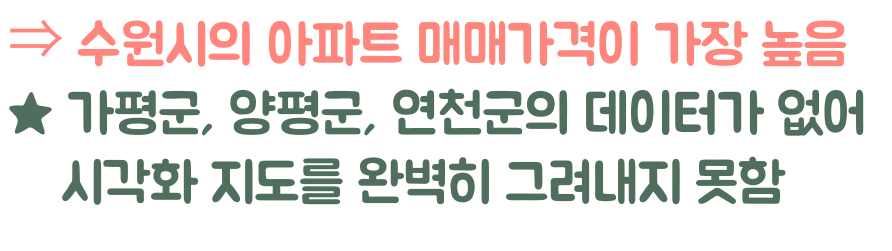 ⇒ 수원시의 아파트 매매가격이 가장 높음
★ 가평군, 양평군, 연천군의 데이터가 없어
시각화 지도를 완벽히 그려내지 못함